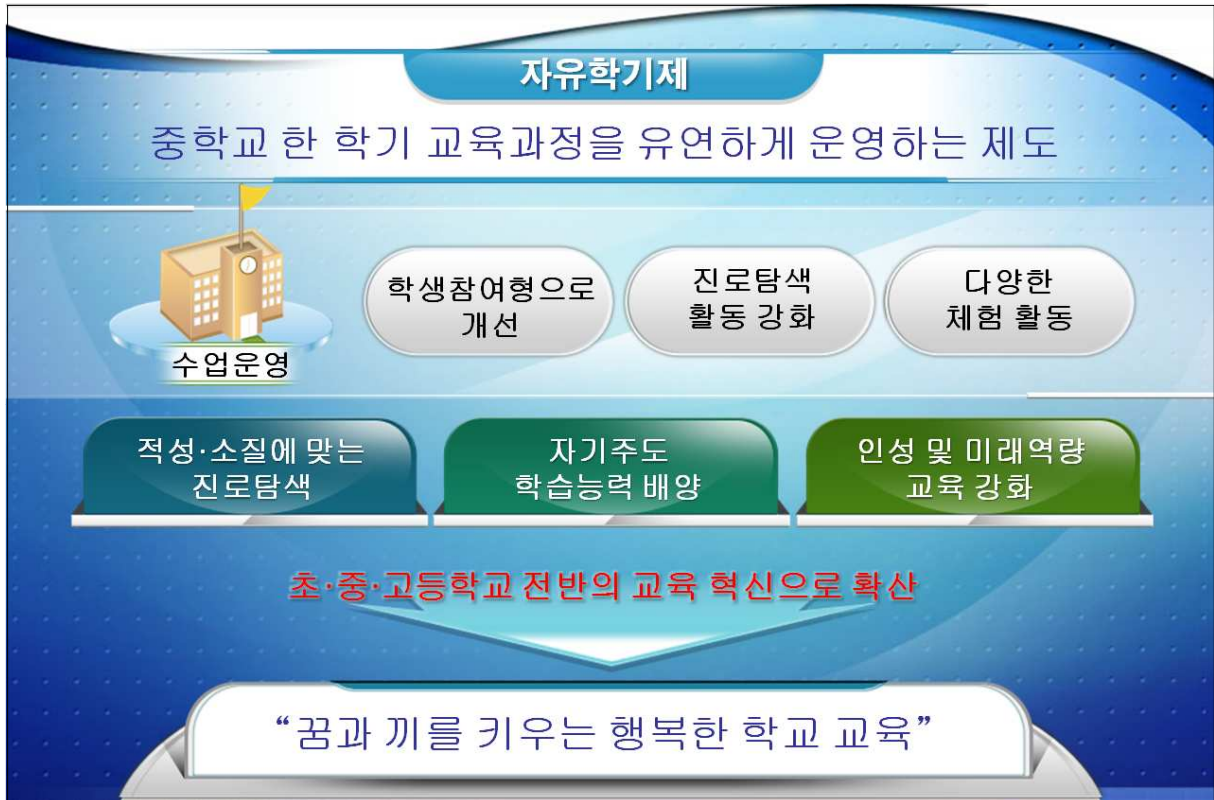 자유학기제
중학교 한 학기 교육과정을 유연하게 운영하는 제도
수업운영
학생참여형으로
개선
진로탐색
활동 강화
다양한
체험 활동
적성·소질에 맞는
진로탐색
자기주도
학습능력 배양
인성 및 미래역량
교육 강화
초·중·고등학교 전반의 교육 혁신으로 확산
“꿈과 끼를 키우는 행복한 학교 교육”